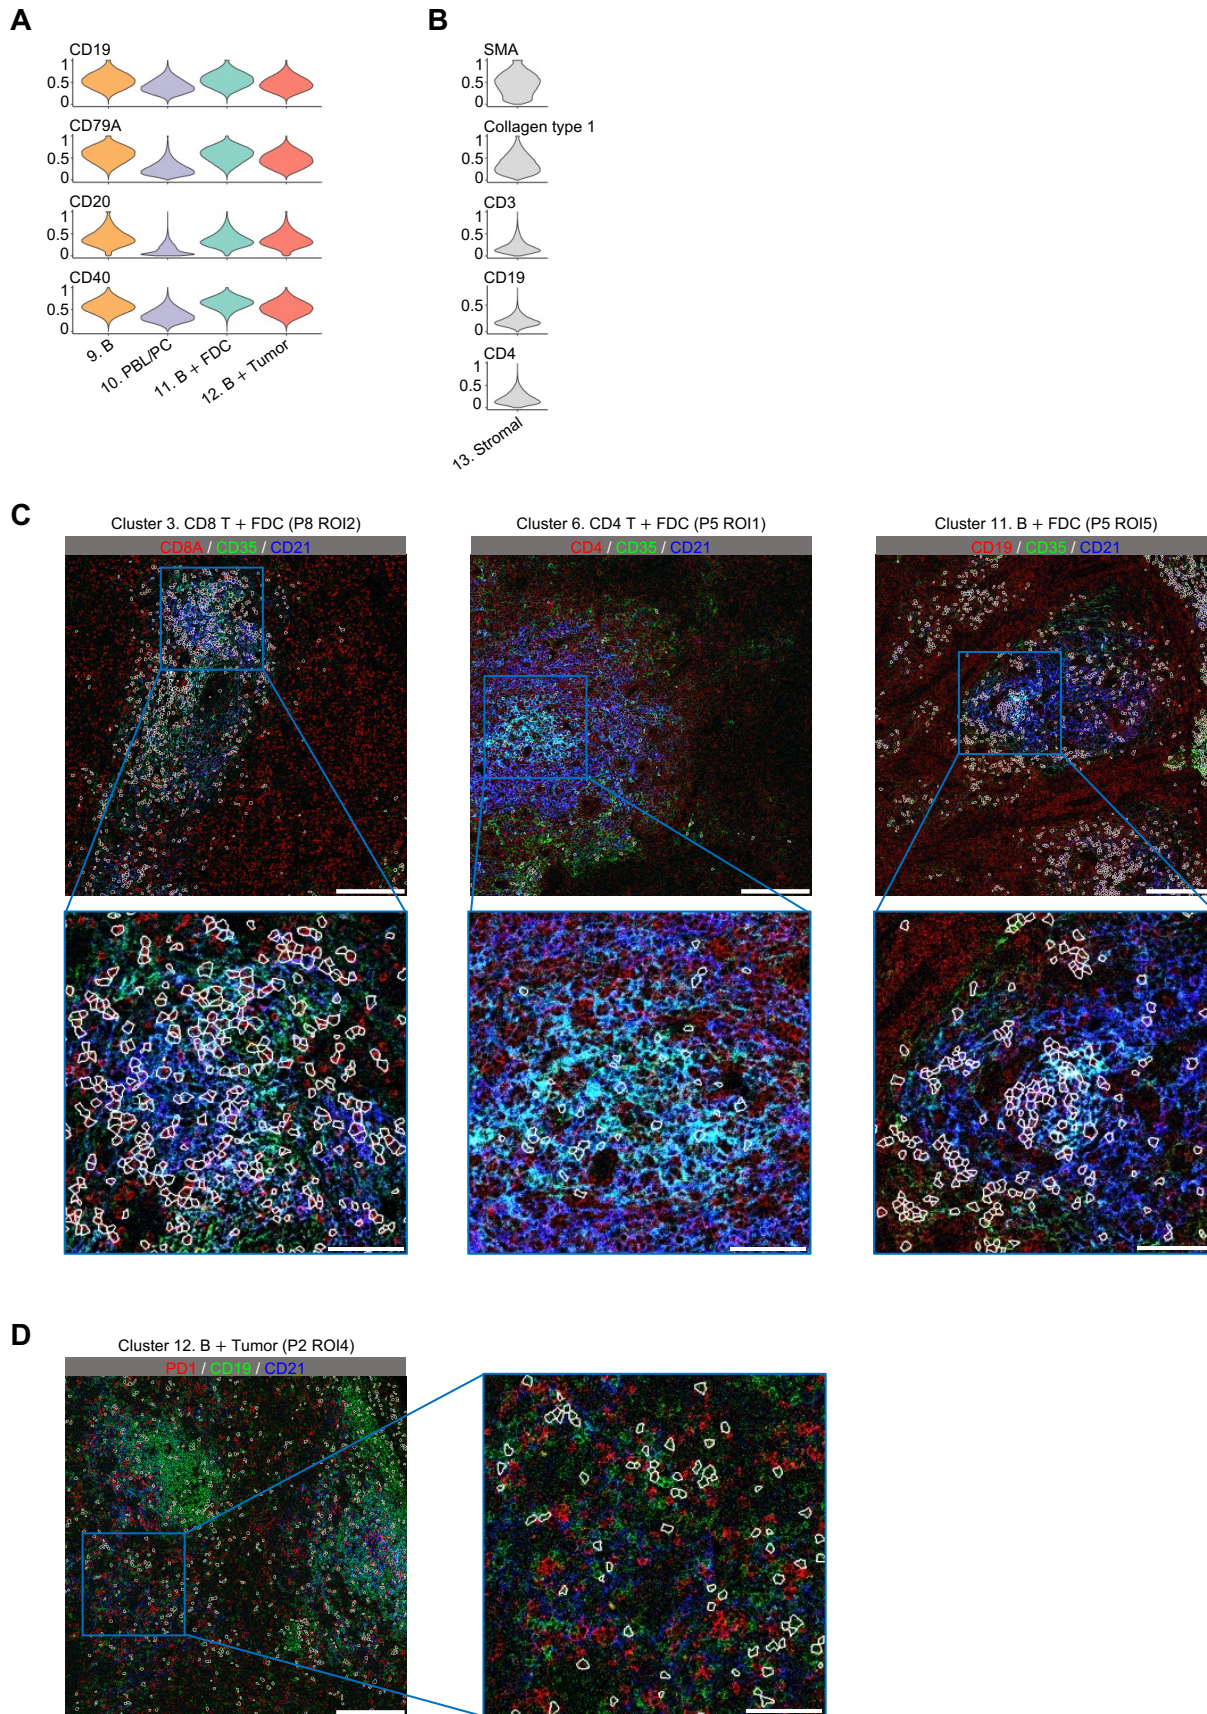 A
CD19
1
0.5
0
CD79A
1
0.5
0
CD20
1
0.5
0
CD40
1
0.5
0
9. B
10. PBL/PC
11. B + FDC
12. B + Tumor
B
SMA
1
0.5
0
Collagen type 1
1
0.5
0
CD3
1
0.5
0
CD19
0.5
0
CD4
1
0.5
0
13. Stromal
C
Cluster 3. CD8 T + FDC (P8 ROI2)
CD8A / CD35 / CD21
Cluster 6. CD4 T + FDC (P5 ROI1)
CD4 / CD35 / CD21
Cluster 11. B + FDC (P5 ROI5)
CD19 / CD35 / CD21
D
Cluster 12. B + Tumor (P2 ROI4)
PD1 / CD19 / CD21